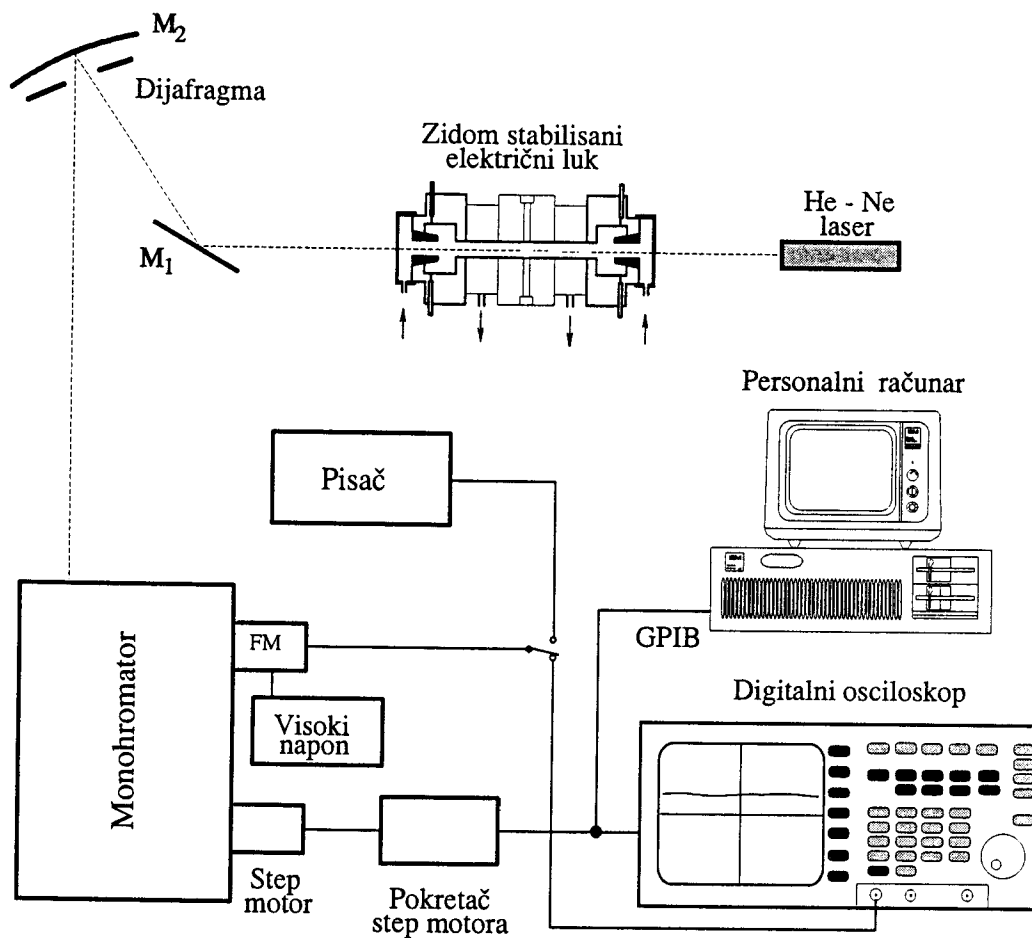 M2
Dijafragma
Zidom stabilisani
električni luk
He - Ne
laser
M1
Personalni računar
Pisač
GPIB
FM
Digitalni osciloskop
Visoki
napon
Monohromator
Step
motor
Pokretač
step motora